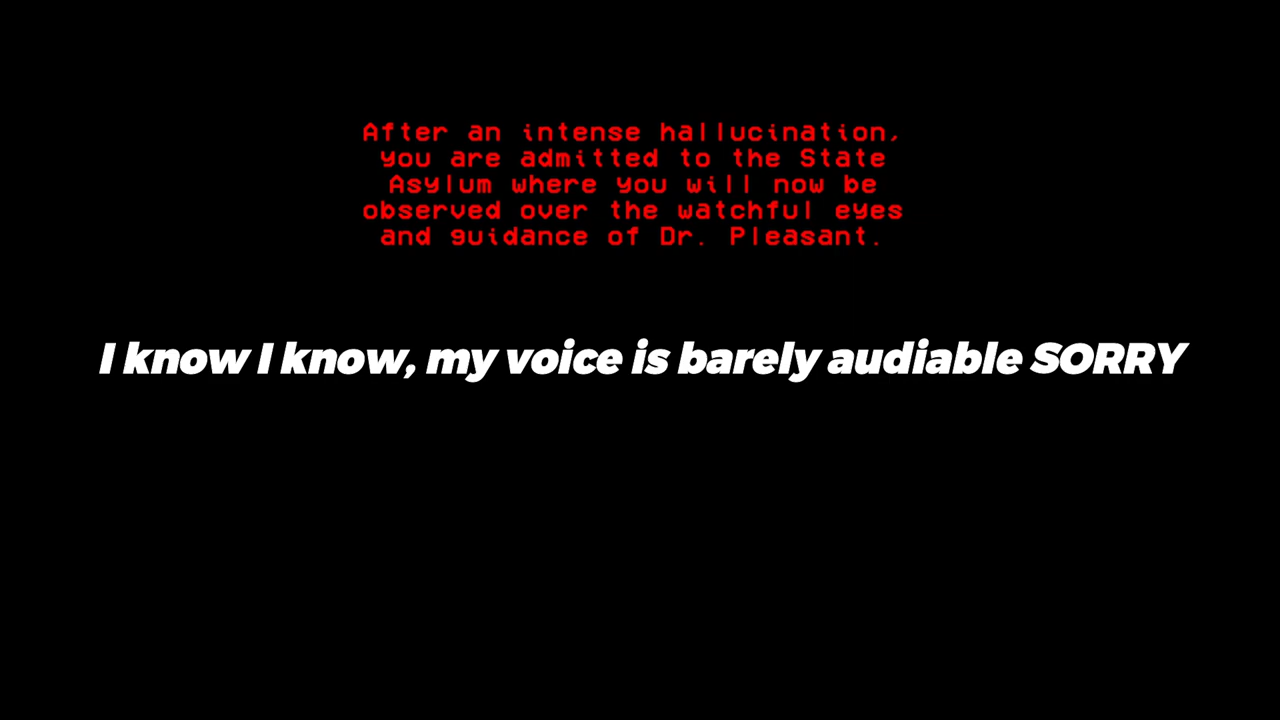 After an intense hallucination,
you are admitted to the State
Asylum where you will now be
observed over the watchful eyes
and guidance of Dr. Pleasant.
I know I know, my voice is barely audiable SORRY